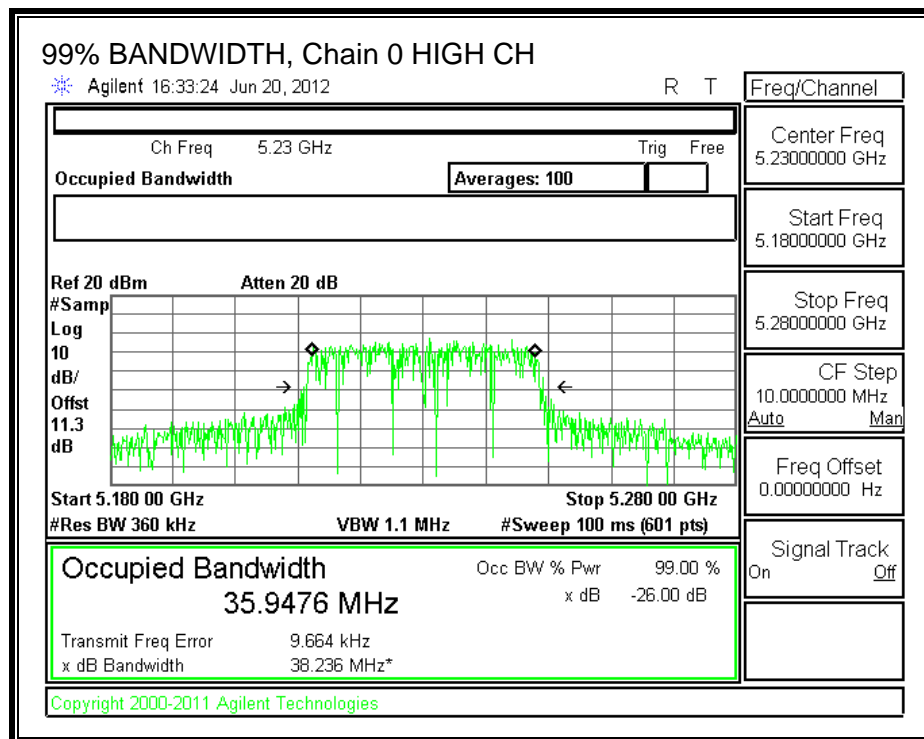 99% BANDWIDTH, Chain 0 HIGH CH
Agilent 16:33:24 Jun 20, 2012 R T
Ch Freq 5.23 GHz Trig Free
Occupied Bandwidth Averages: 100
Ref 20 dBm Atten 20 dB
#Samp
Log
10
dB/
Offst
11.3
dB
Start 5.180 00 GHz Stop 5.280 00 GHz
#Res BW 360 kHz VBW 1.1 MHz #Sweep 100 ms (601 pts)
Occupied Bandwidth Occ BW % Pwr 99.00 %
35.9476 MHz x dB -26.00 dB
Transmit Freq Error 9.664 kHz
x dB Bandwidth 38.236 MHz*
Copyright 2000-2011 Agilent Technologies
Freq/Channel
Center Freq
5.23000000 GHz
Start Freq
5.18000000 GHz
Stop Freq
5.28000000 GHz
CF Step
10.0000000 MHz
Auto Man
Freq Offset
0.00000000 Hz
Signal Track
On Off